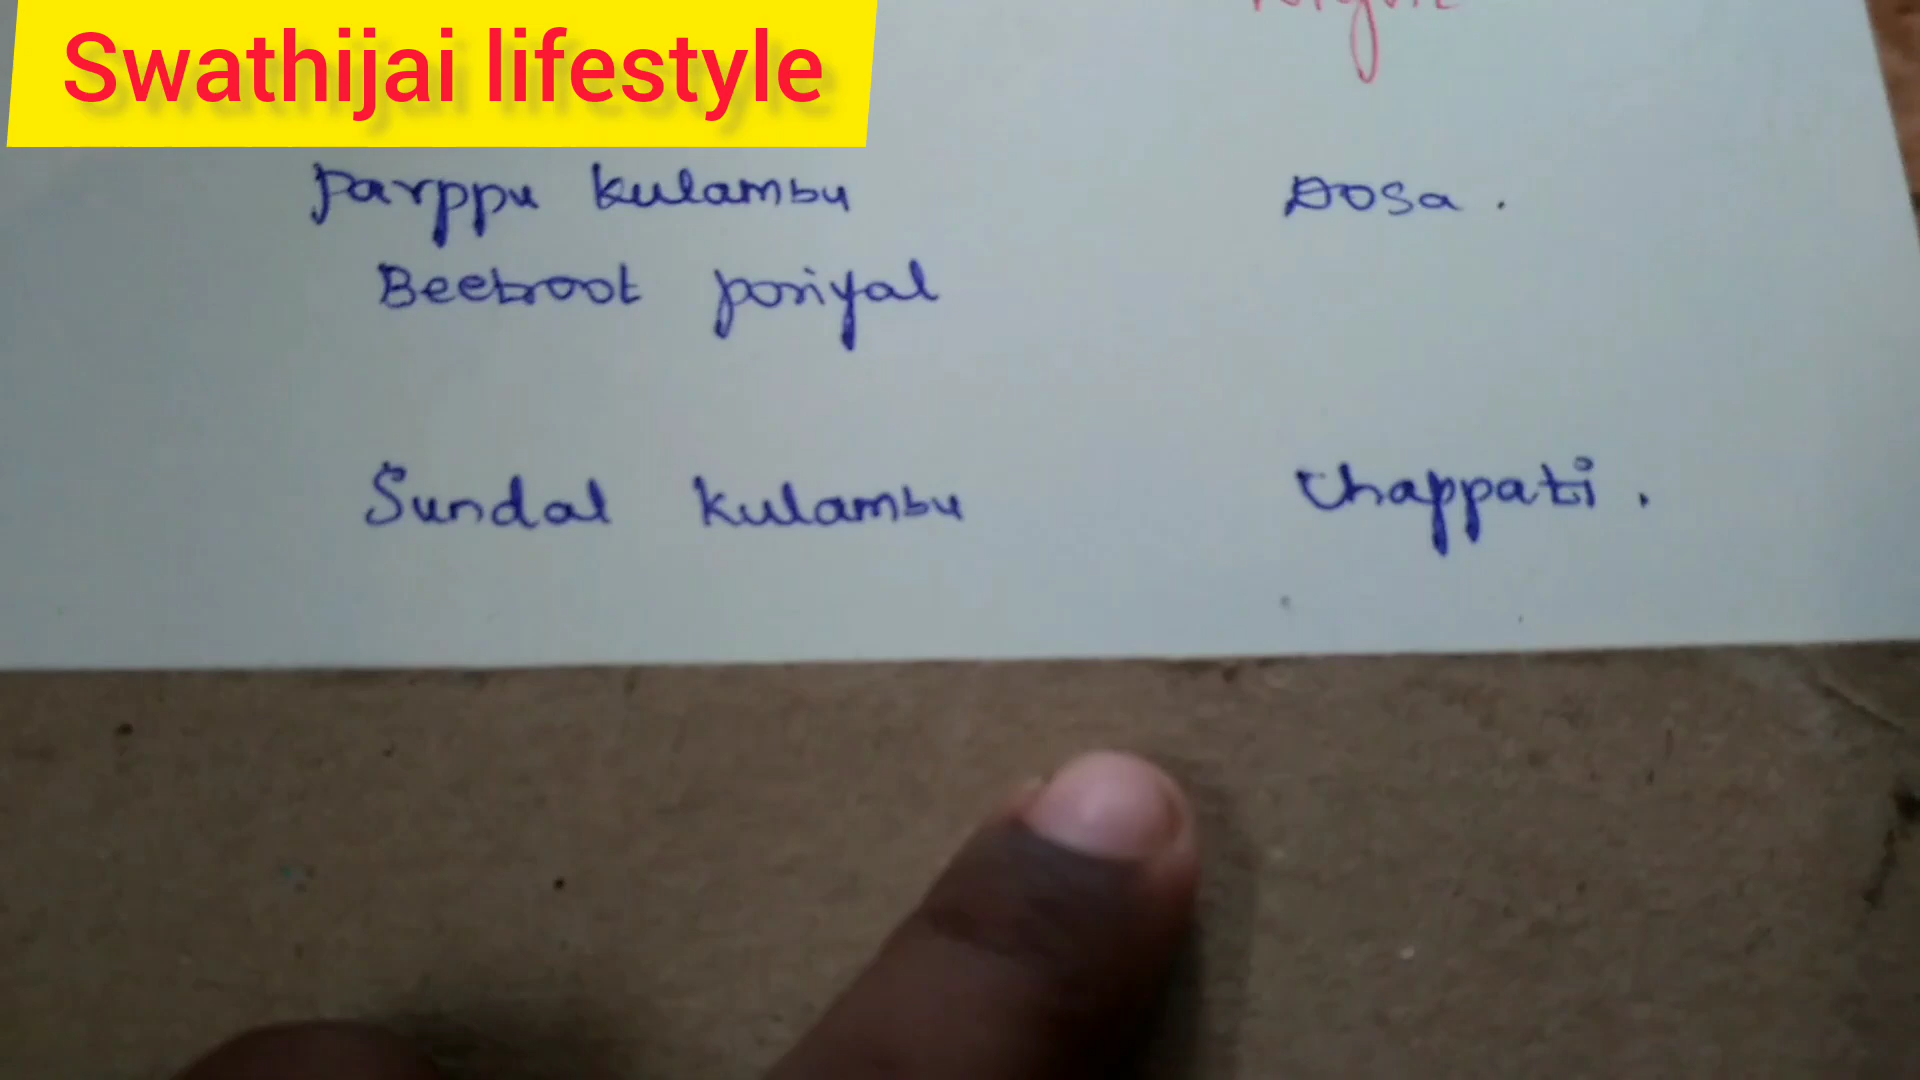 Swathijai lifestyle
Parppu kulambu Dosa .
Beetroot poriyal
Sundal kulambu Chappati .